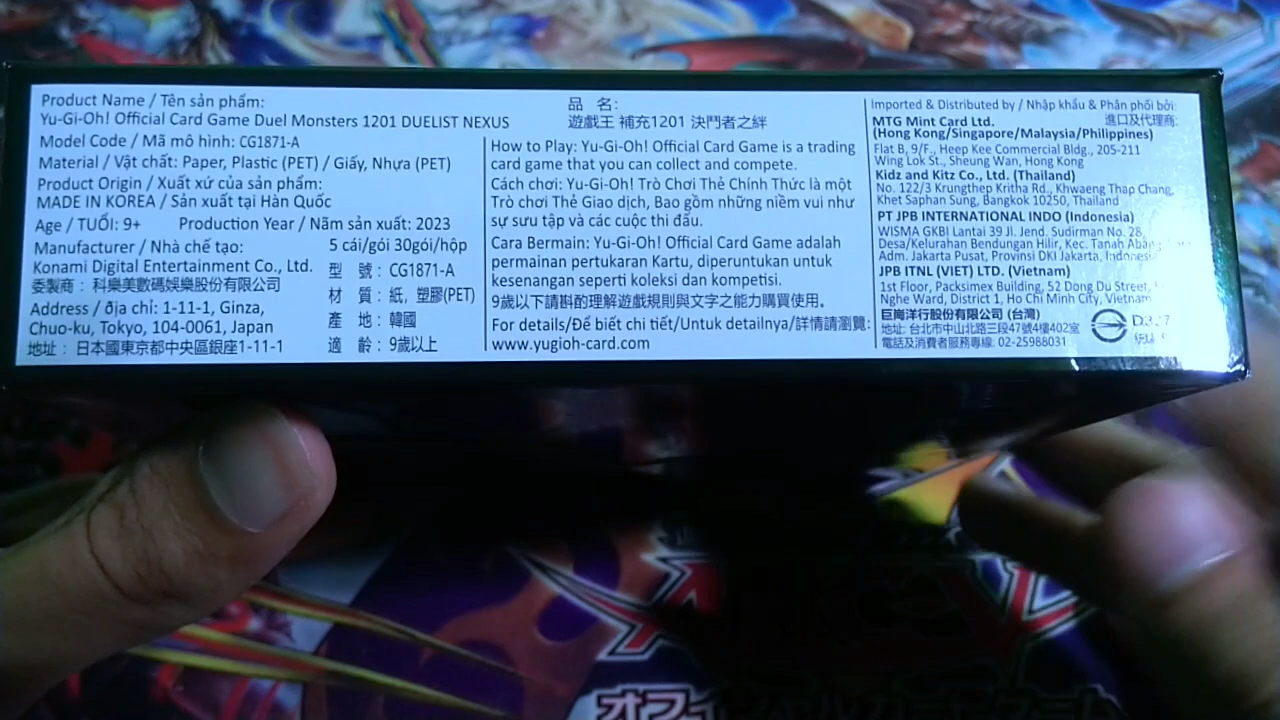 Product Name / Tên sản phẩm:
Yu-Gi-Oh! Official Card Game Duel Monsters 1201 DUELIST NEXUS
Model Code / Mã mô hình: CG1871-A
Material / Vật chất: Paper, Plastic (PET) / Giấy, Nhựa (PET)
Product Origin / Xuất xứ của sản phẩm:
MADE IN KOREA / Sản xuất tại Hàn Quốc
Age / TUỔI: 9+ Production Year / Năm sản xuất: 2023
Manufacturer / Nhà chế tạo:
Konami Digital Entertainment Co., Ltd.
委製商： 科樂美數碼娛樂股份有限公司
Address / địa chỉ: 1-11-1, Ginza,
Chuo-ku, Tokyo, 104-0061, Japan
地址： 日本國東京都中央區銀座1-11-1
5 cái/gói 30gói/hộp
型 號： CG1871-A
材 質： 紙, 塑膠(PET)
產 地： 韓國
適 齡： 9歲以上
品 名:
遊戲王 補充1201 決鬥者之絆
How to Play: Yu-Gi-Oh! Official Card Game is a trading
card game that you can collect and compete.
Cách chơi: Yu-Gi-Oh! Trò Chơi Thẻ Chính Thức là một
Trò chơi Thẻ Giao dịch, Bao gồm những niềm vui như
sự sưu tập và các cuộc thi đấu.
Cara Bermain: Yu-Gi-Oh! Official Card Game adalah
permainan pertukaran Kartu, diperuntukan untuk
kesenangan seperti koleksi dan kompetisi.
9歲以下請斟酌理解遊戲規則與文字之能力購買使用。
For details/Để biết chi tiết/Untuk detailnya/詳情請瀏覽:
www.yugioh-card.com
Imported & Distributed by / Nhập khẩu & Phân phối bởi:
進口及代理商:
MTG Mint Card Ltd.
(Hong Kong/Singapore/Malaysia/Philippines)
Flat B, 9/F., Heep Kee Commercial Bldg., 205-211
Wing Lok St., Sheung Wan, Hong Kong
Kidz and Kitz Co., Ltd. (Thailand)
No. 122/3 Krungthep Kritha Rd., Khwaeng Thap Chang,
Khet Saphan Sung, Bangkok 10250, Thailand
PT JPB INTERNATIONAL INDO (Indonesia)
WISMA GKBI Lantai 39 Jl. Jend. Sudirman No. 28,
Desa/Kelurahan Bendungan Hilir, Kec. Tanah
Adm. Jakarta Pusat, Provinsi DKI Jakarta,
JPB ITNL (VIET) LTD. (Vietnam)
1st Floor, Packsimex Building, 52 Dong Du Street,
Nghe Ward, District 1, Ho Chi Minh City, Vietnam
巨崗洋行股份有限公司 (台灣)
地址: 台北市中山北路三段47號4樓402室
電話及消費者服務專線: 02-25988031
オフィシャルカードゲーム